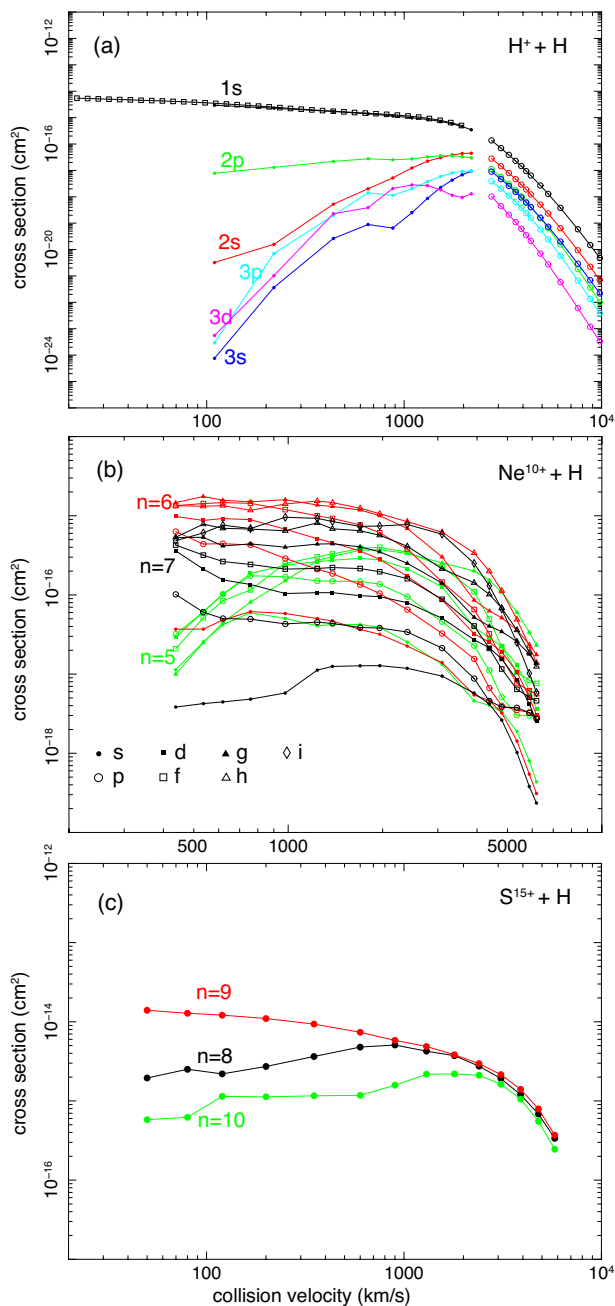 (a)
H⁺ + H
1s
2p
2s
3p
3d
3s
cross section (cm²)
10⁻¹²
10⁻¹⁶
10⁻²⁰
10⁻²⁴
100
1000
10⁴
(b)
Ne¹⁰⁺ + H
n=6
n=7
n=5
s
d
g
i
p
f
h
cross section (cm²)
10⁻¹⁶
10⁻¹⁸
500
1000
5000
(c)
S¹⁵⁺ + H
n=9
n=8
n=10
cross section (cm²)
10⁻¹²
10⁻¹⁴
10⁻¹⁶
100
1000
10⁴
collision velocity (km/s)